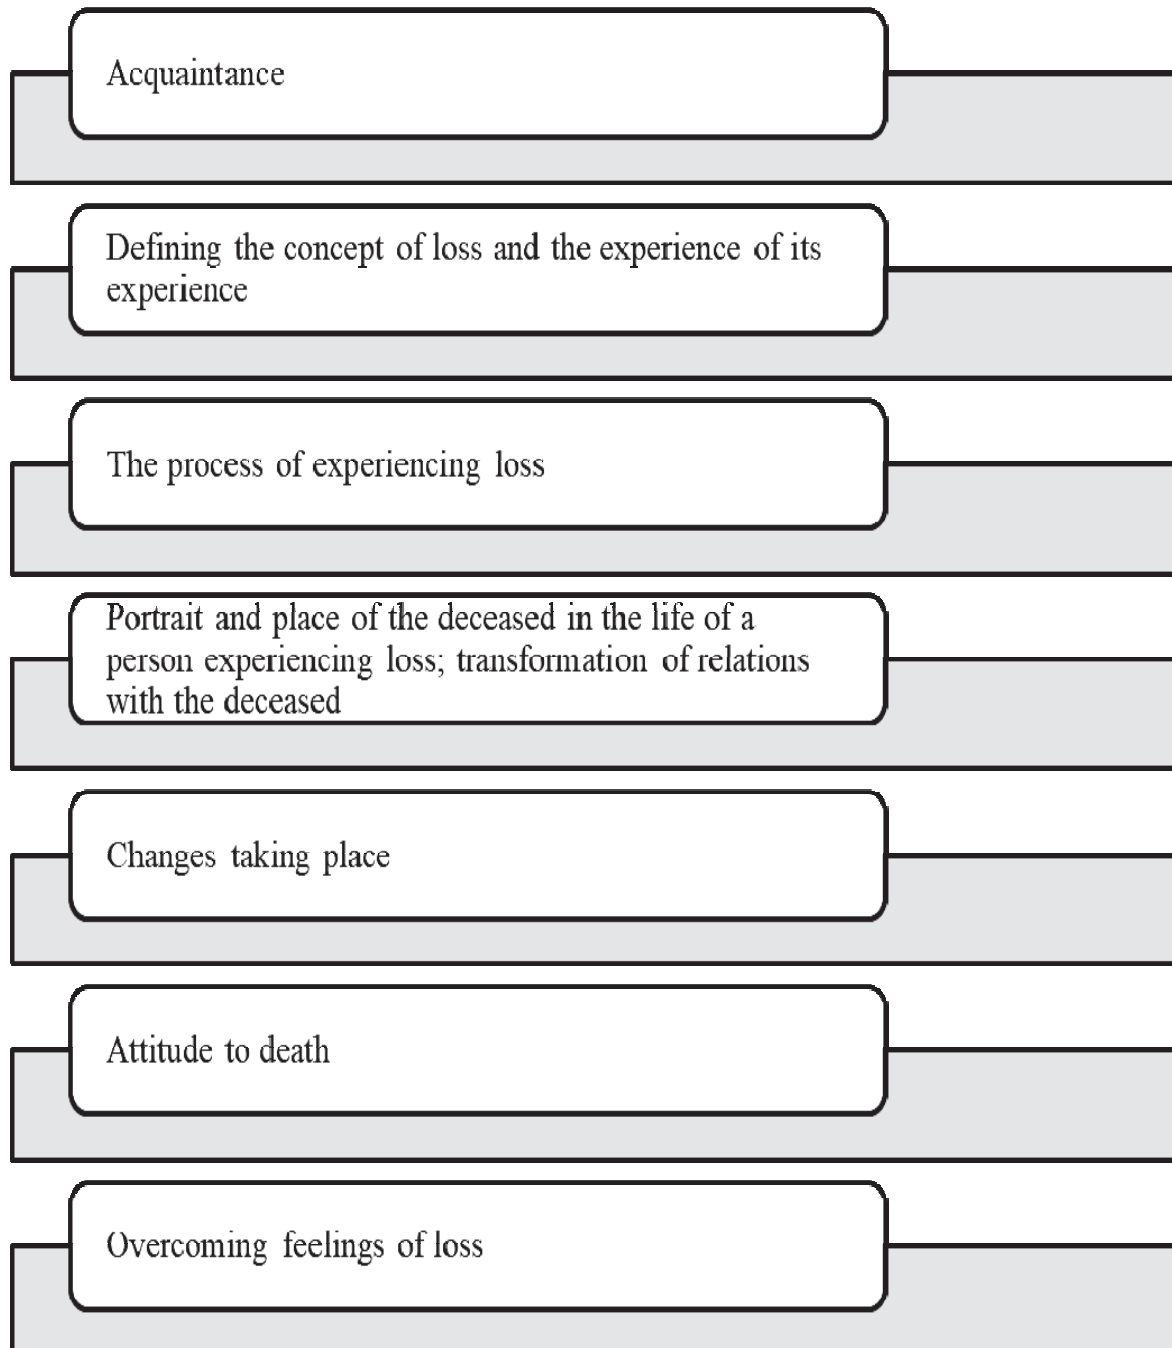 Acquaintance
Defining the concept of loss and the experience of its
experience
The process of experiencing loss
Portrait and place of the deceased in the life of a
person experiencing loss; transformation of relations
with the deceased
Changes taking place
Attitude to death
Overcoming feelings of loss